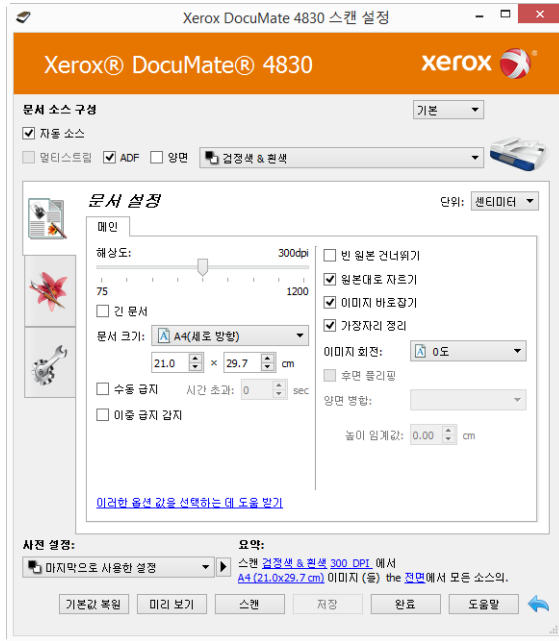 Xerox DocuMate 4830 스캔 설정
Xerox® DocuMate® 4830
xerox
문서 소스 구성
기본
자동 소스
멀티스트림 ADF 양면 검정색 & 흰색
문서 설정
단위: 센티미터
메인
해상도: 300dpi
75 1200
긴 문서
문서 크기: A4(세로 방향)
21.0 × 29.7 cm
수동 급지 시간 초과: 0 sec
이중 급지 감지
빈 원본 건너뛰기
원본대로 자르기
이미지 바로잡기
가장자리 정리
이미지 회전: 0도
후면 플리핑
양면 병합:
높이 임계값: 0.00 cm
이러한 옵션 값을 선택하는 데 도움 받기
사전 설정:
마지막으로 사용한 설정
요약:
스캔 검정색 & 흰색 300 DPI 에서
A4 (21.0x29.7 cm) 이미지 (들) the 전면에서 모든 소스의.
기본값 복원 미리 보기 스캔 저장 완료 도움말